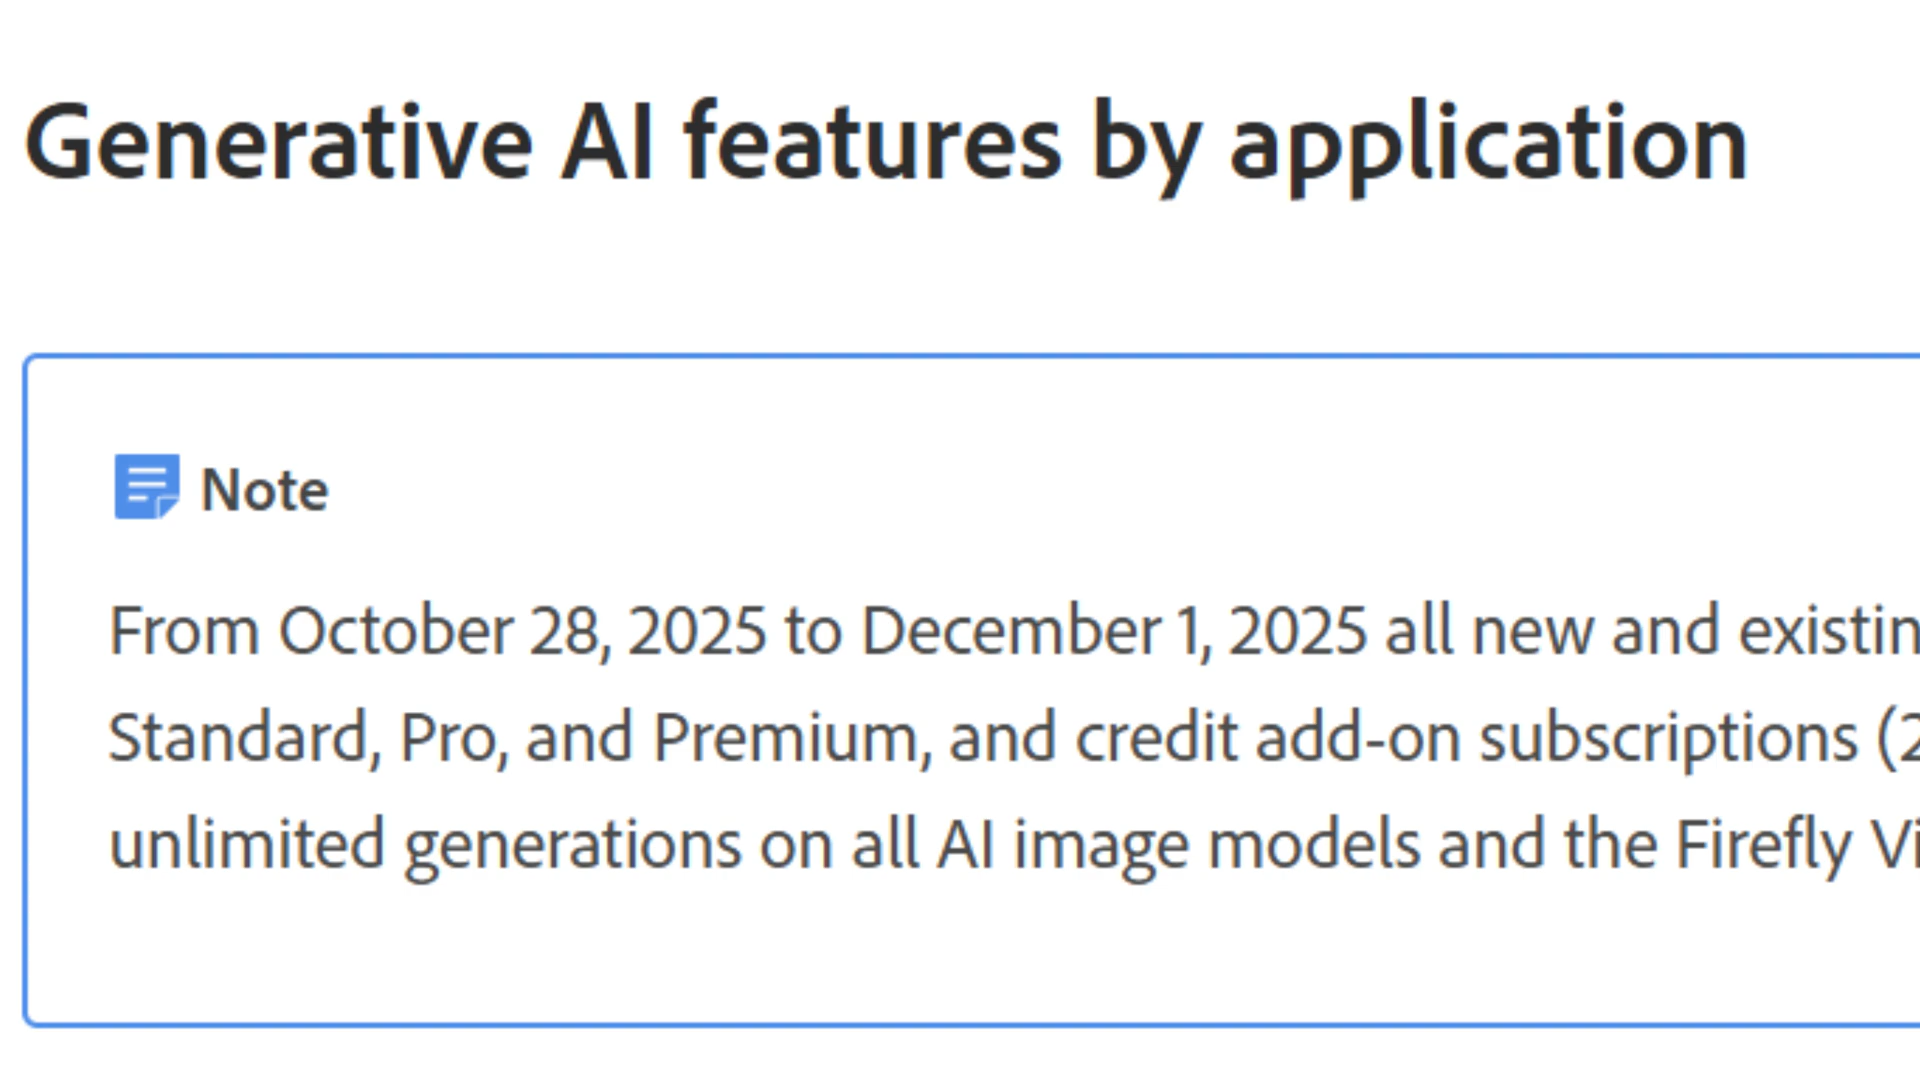 Generative AI features by application
Note
From October 28, 2025 to December 1, 2025 all new and existin
Standard, Pro, and Premium, and credit add-on subscriptions (2
unlimited generations on all AI image models and the Firefly Vi